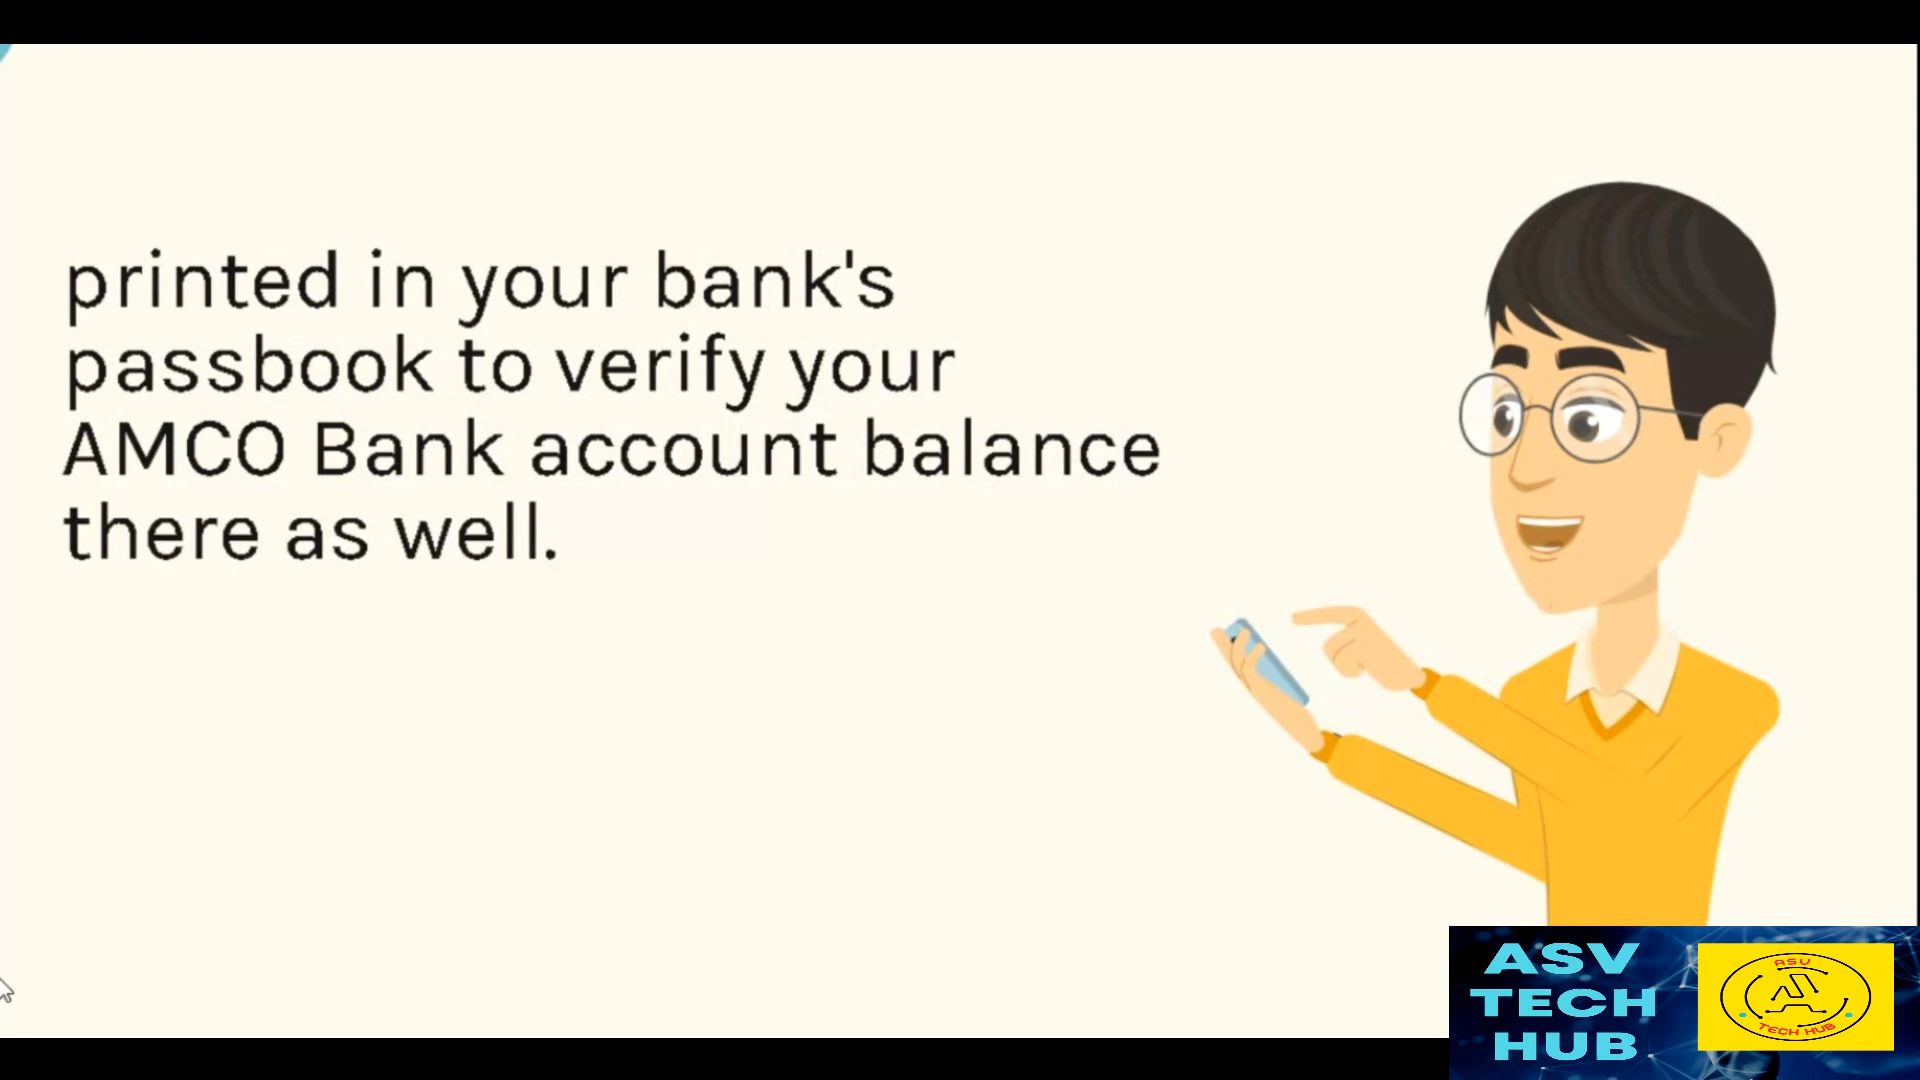 printed in your bank's
passbook to verify your
AMCO Bank account balance
there as well.
ASV
TECH
HUB
ASV
TECH HUB